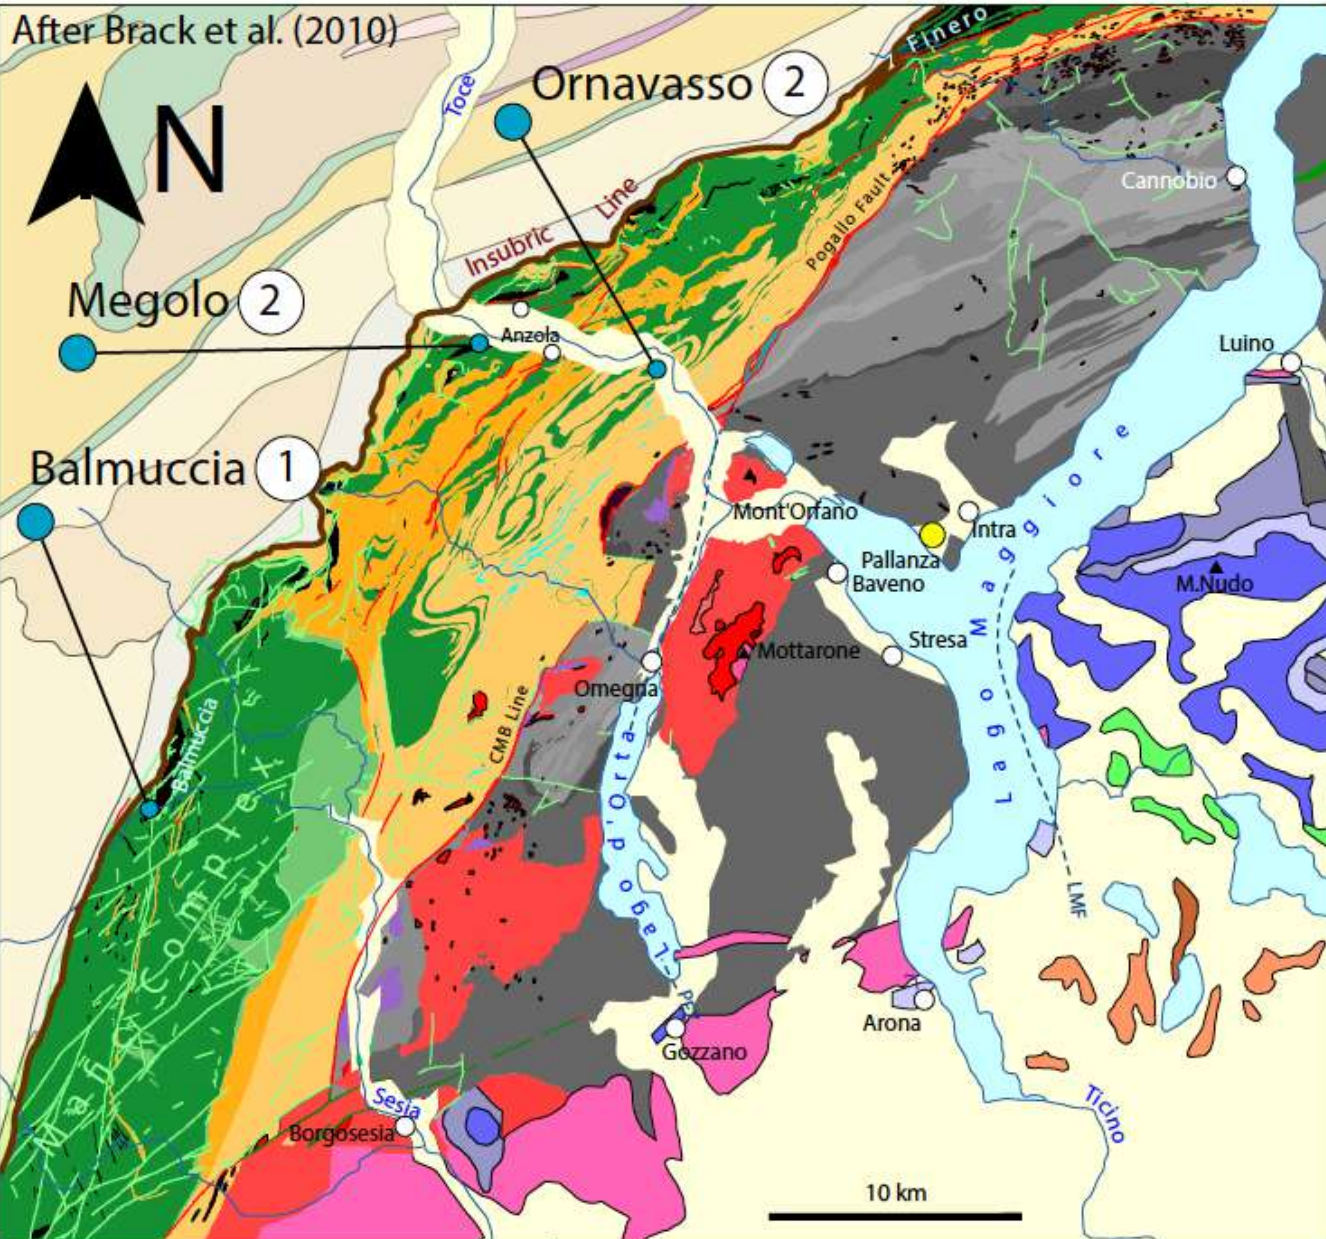 After Brack et al. (2010)
N
Toce
Ornavasso 2
Finero
Insubric Line
Pogallo Fault
Cannobio
Megolo 2
Anzola
Luino
Balmuccia 1
Mont'Orfano
Intra
Pallanza
Baveno
M.Nudo
Lago Maggiore
Stresa
Mottarone
Omegna
CMB Line
Balmuccia
Mafic Complex
Lago d'Orta
LMF
Arona
Gozzano
Sesia
Borgosesia
Ticino
10 km